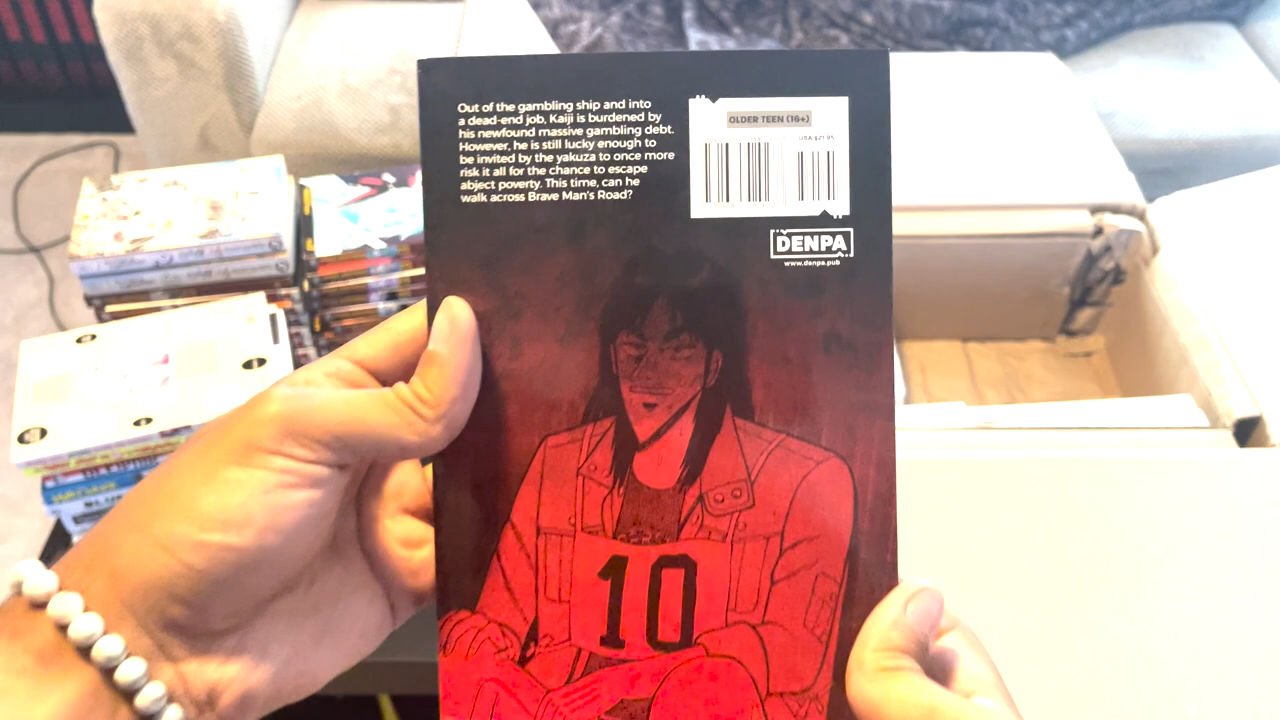 Out of the gambling ship and into
a dead-end job, Kaiji is burdened by
his newfound massive gambling debt.
However, he is still lucky enough to
be invited by the yakuza to once more
risk it all for the chance to escape
abject poverty. This time, can he
walk across Brave Man's Road?
OLDER TEEN (16+)
USA $21.95
DENPA
www.denpa.pub
10